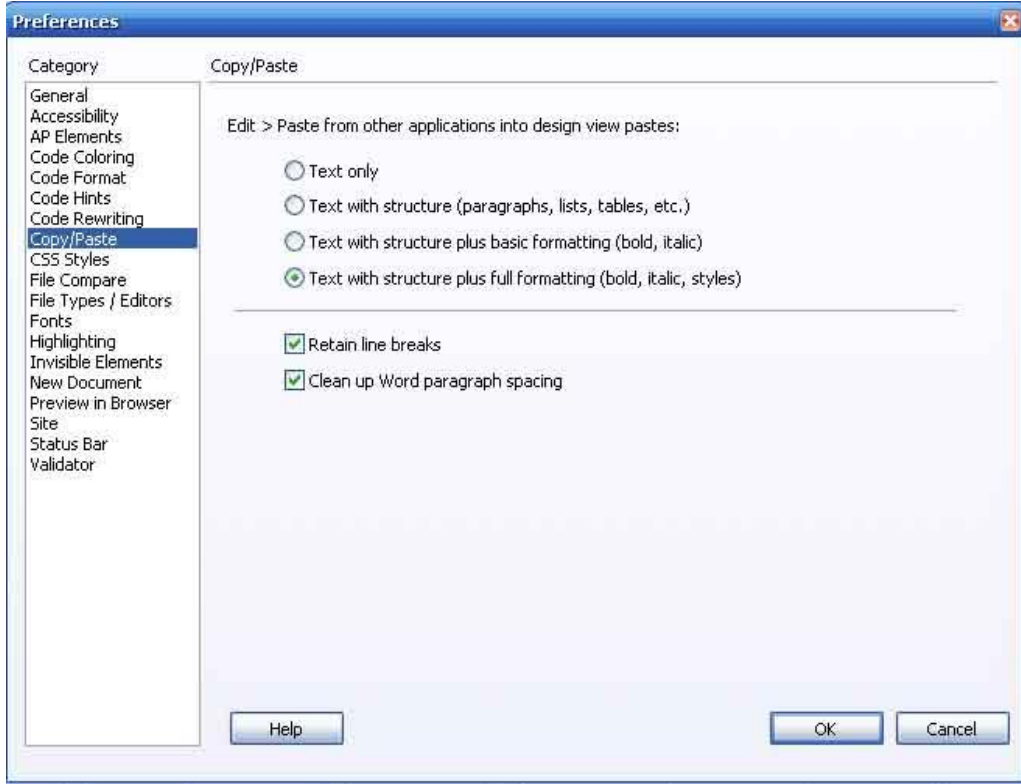 Preferences
Category
General
Accessibility
AP Elements
Code Coloring
Code Format
Code Hints
Code Rewriting
Copy/Paste
CSS Styles
File Compare
File Types / Editors
Fonts
Highlighting
Invisible Elements
New Document
Preview in Browser
Site
Status Bar
Validator
Copy/Paste
Edit > Paste from other applications into design view pastes:
Text only
Text with structure (paragraphs, lists, tables, etc.)
Text with structure plus basic formatting (bold, italic)
Text with structure plus full formatting (bold, italic, styles)
Retain line breaks
Clean up Word paragraph spacing
Help
OK
Cancel